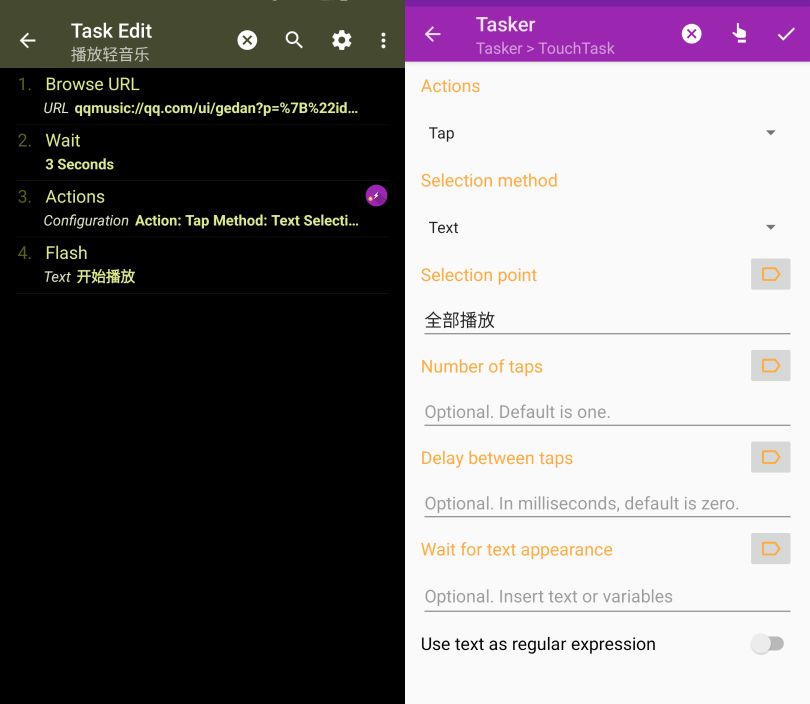 Task Edit
播放轻音乐
1. Browse URL
URL qqmusic://qq.com/ui/gedan?p=%7B%22id…
2. Wait
3 Seconds
3. Actions
Configuration Action: Tap Method: Text Selecti…
4. Flash
Text 开始播放
Tasker
Tasker > TouchTask
Actions
Tap
Selection method
Text
Selection point
全部播放
Number of taps
Optional. Default is one.
Delay between taps
Optional. In milliseconds, default is zero.
Wait for text appearance
Optional. Insert text or variables
Use text as regular expression